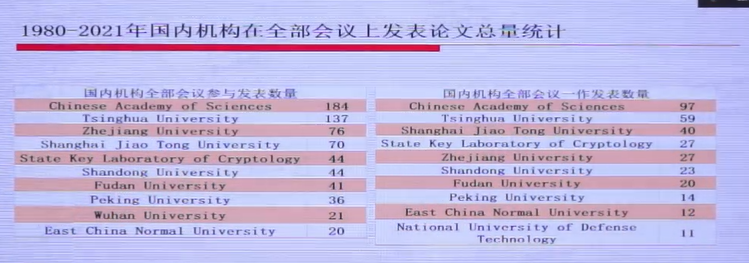 1980-2021年国内机构在全部会议上发表论文总量统计
国内机构全部会议参与发表数量
Chinese Academy of Sciences 184
Tsinghua University 137
Zhejiang University 76
Shanghai Jiao Tong University 70
State Key Laboratory of Cryptology 44
Shandong University 44
Fudan University 41
Peking University 36
Wuhan University 21
East China Normal University 20
国内机构全部会议一作发表数量
Chinese Academy of Sciences 97
Tsinghua University 59
Shanghai Jiao Tong University 40
State Key Laboratory of Cryptology 27
Zhejiang University 27
Shandong University 23
Fudan University 20
Peking University 14
East China Normal University 12
National University of Defense
Technology 11